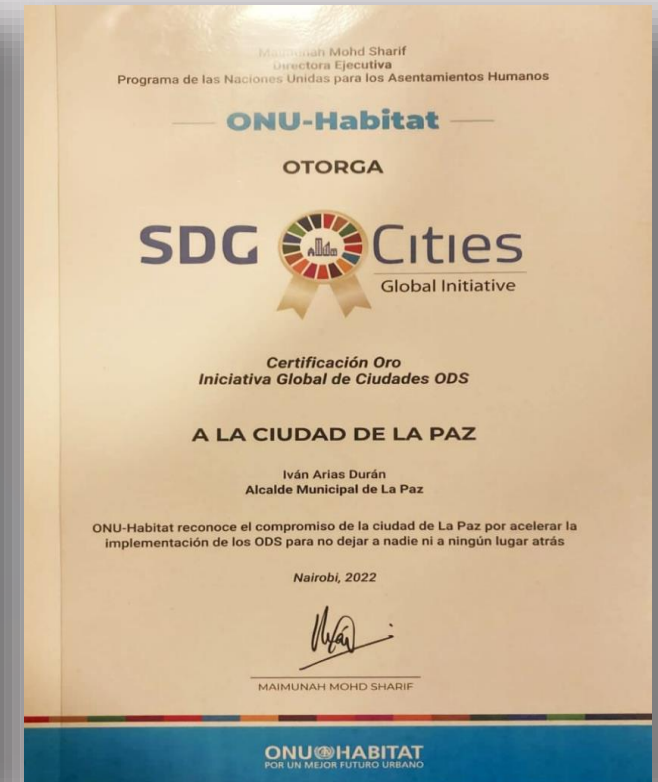 Maimunah Mohd Sharif
Directora Ejecutiva
Programa de las Naciones Unidas para los Asentamientos Humanos
ONU-Habitat
OTORGA
SDG Cities
Global Initiative
Certificación Oro
Iniciativa Global de Ciudades ODS
A LA CIUDAD DE LA PAZ
Iván Arias Durán
Alcalde Municipal de La Paz
ONU-Habitat reconoce el compromiso de la ciudad de La Paz por acelerar la
implementación de los ODS para no dejar a nadie ni a ningún lugar atrás
Nairobi, 2022
MAIMUNAH MOHD SHARIF
ONU HABITAT
POR UN MEJOR FUTURO URBANO